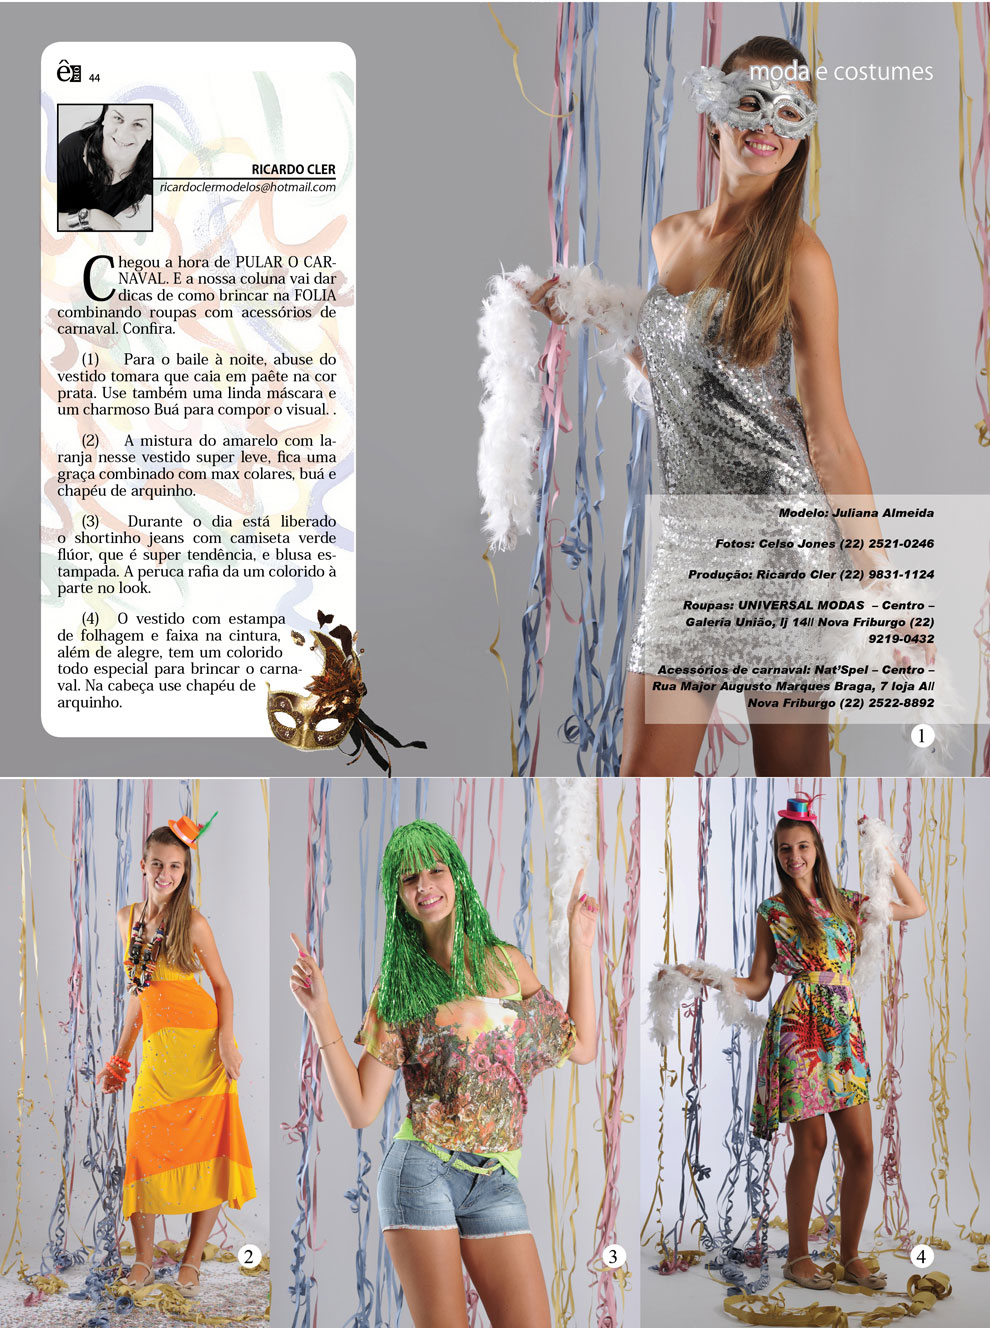 ê RIO 44
moda e costumes
RICARDO CLER
ricardoclermodelos@hotmail.com
Chegou a hora de PULAR O CAR-
NAVAL. E a nossa coluna vai dar
dicas de como brincar na FOLIA
combinando roupas com acessórios de
carnaval. Confira.
(1) Para o baile à noite, abuse do
vestido tomara que caia em paête na cor
prata. Use também uma linda máscara e
um charmoso Buá para compor o visual. .
(2) A mistura do amarelo com la-
ranja nesse vestido super leve, fica uma
graça combinado com max colares, buá e
chapéu de arquinho.
(3) Durante o dia está liberado
o shortinho jeans com camiseta verde
flúor, que é super tendência, e blusa es-
tampada. A peruca rafia da um colorido à
parte no look.
(4) O vestido com estampa
de folhagem e faixa na cintura,
além de alegre, tem um colorido
todo especial para brincar o carna-
val. Na cabeça use chapéu de
arquinho.
Modelo: Juliana Almeida
Fotos: Celso Jones (22) 2521-0246
Produção: Ricardo Cler (22) 9831-1124
Roupas: UNIVERSAL MODAS – Centro –
Galeria União, lj 14// Nova Friburgo (22)
9219-0432
Acessórios de carnaval: Nat'Spel – Centro –
Rua Major Augusto Marques Braga, 7 loja A//
Nova Friburgo (22) 2522-8892
1
2
3
4